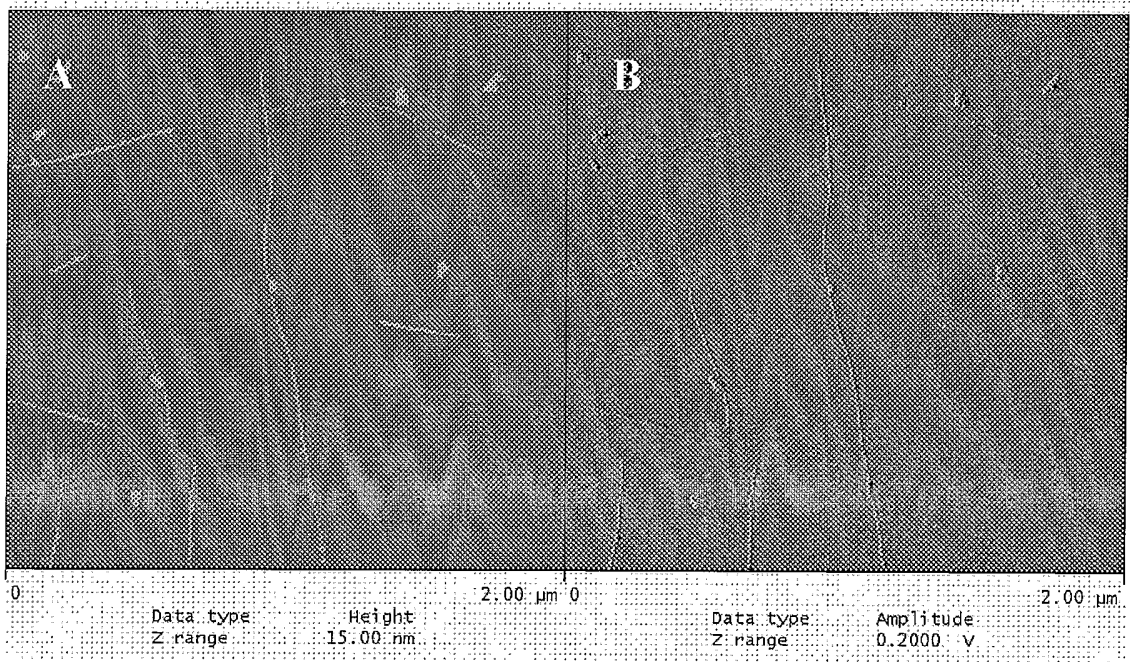 A B
0 2.00 µm 0 2.00 µm
Data type Height Data type Amplitude
Z range 15.00 nm Z range 0.2000 V